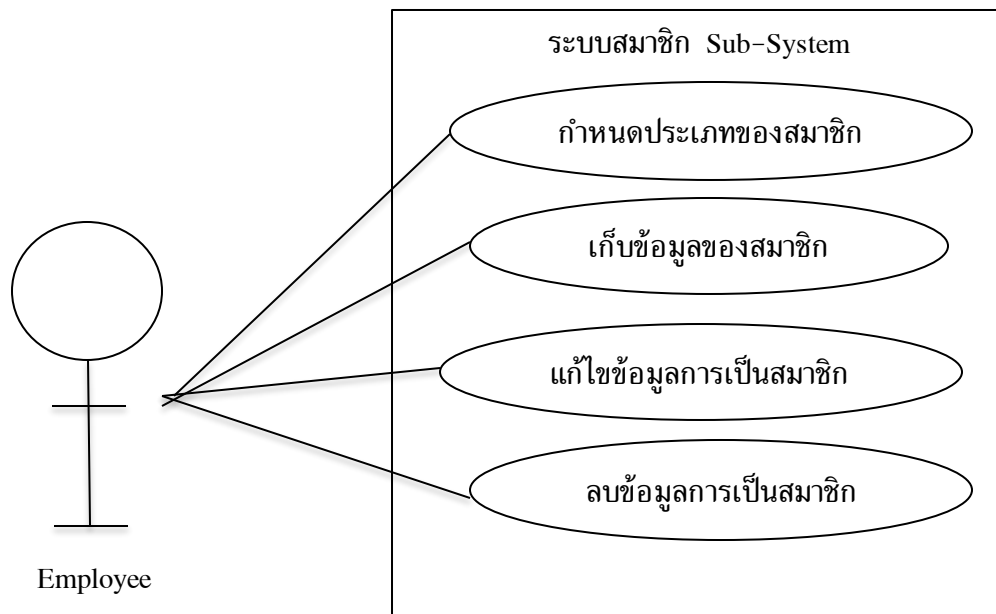 ระบบสมาชิก Sub-System
กำหนดประเภทของสมาชิก
เก็บข้อมูลของสมาชิก
แก้ไขข้อมูลการเป็นสมาชิก
ลบข้อมูลการเป็นสมาชิก
Employee